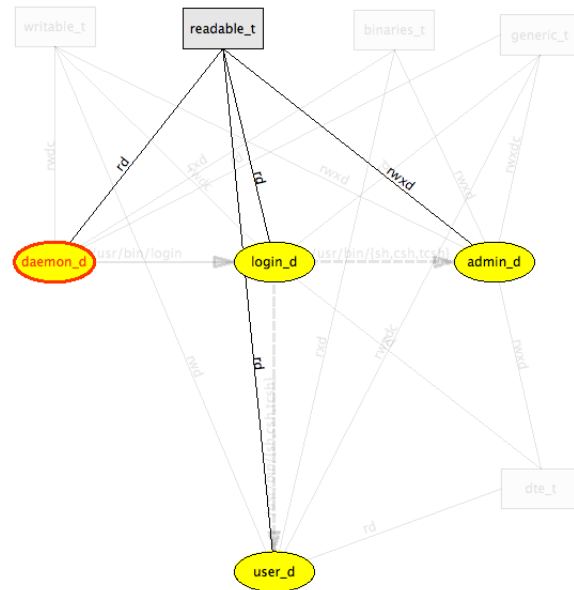 writable_t
readable_t
binaries_t
generic_t
rd
rwdc
rxd
rwxd
rwxd
rwxd
rwxd
rd
daemon_d
/usr/bin/login
login_d
/usr/bin/{sh,csh,tcsh}
admin_d
rwxdc
rxd
rwxd
rwd
rd
/usr/bin/{sh,csh,tcsh}
dte_t
rd
user_d